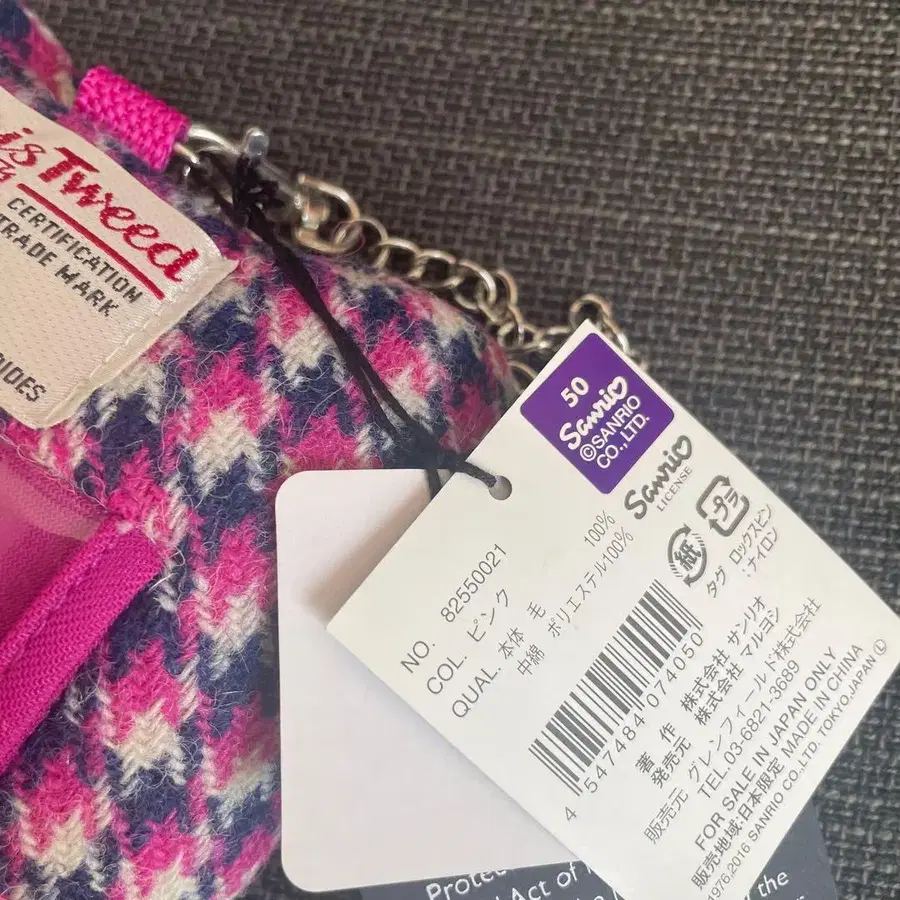 is Tweed
CERTIFICATION
TRADE MARK
50
Sanrio
©SANRIO
CO., LTD.
Sanrio
LICENSE
紙
プラ
タグ ロックスピン
:ナイロン
NO. 82550021
COL. ピンク
QUAL. 本体 毛 100%
中綿 ポリエステル100%
4 547484 074050
著 作 株式会社 サンリオ
発売元 株式会社 マルヨシ
販売元 グレンフィールド株式会社
TEL.03-6821-3689
FOR SALE IN JAPAN ONLY
販売地域:日本限定 MADE IN CHINA
1976,2016 SANRIO CO.,LTD. TOKYO,JAPAN Ⓛ
Act of
the